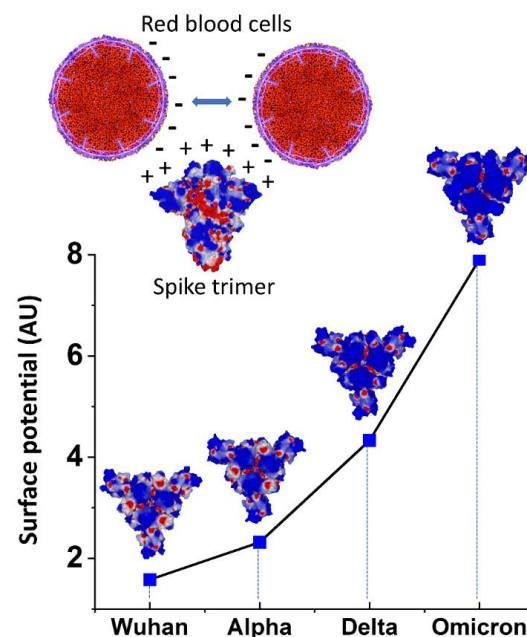 Red blood cells
- - - - - - - - - -
+ + + + + + + +
Spike trimer
Surface potential (AU)
8
6
4
2
Wuhan Alpha Delta Omicron